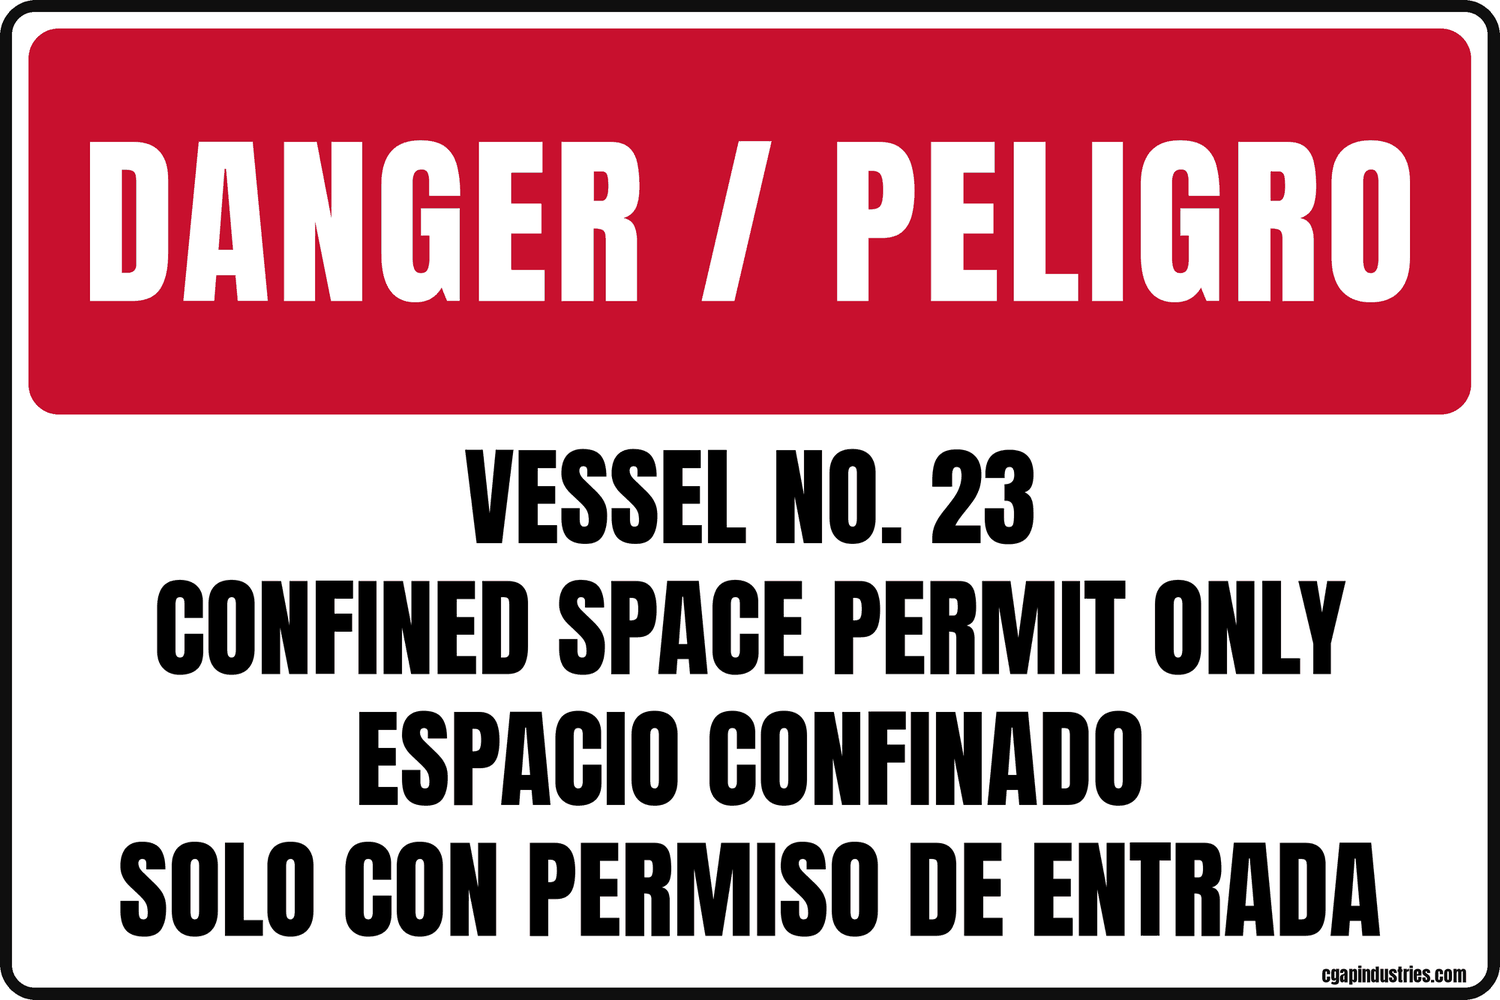 DANGER / PELIGRO
VESSEL NO. 23
CONFINED SPACE PERMIT ONLY
ESPACIO CONFINADO
SOLO CON PERMISO DE ENTRADA
cgapindustries.com